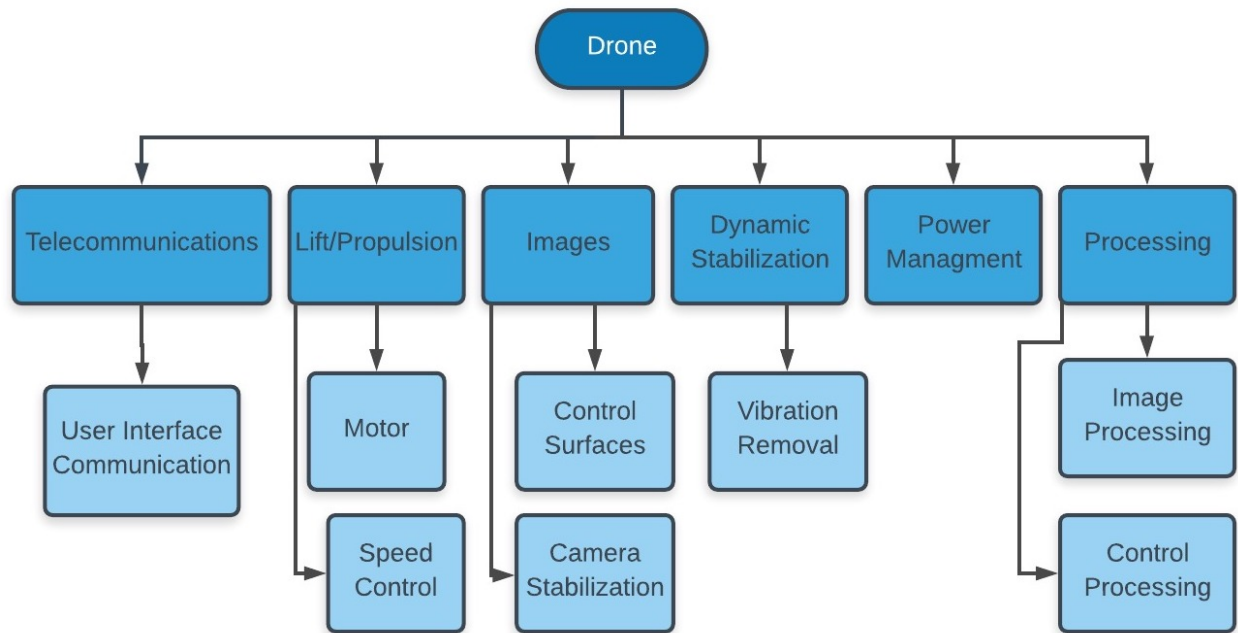 Drone
Telecommunications
Lift/Propulsion
Images
Dynamic
Stabilization
Power
Managment
Processing
User Interface
Communication
Motor
Control
Surfaces
Vibration
Removal
Image
Processing
Speed
Control
Camera
Stabilization
Control
Processing